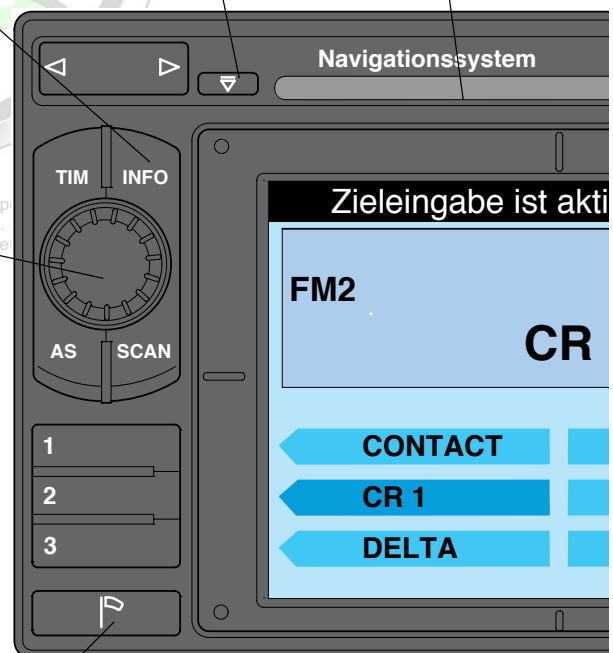 Navigationssystem
TIM INFO
Zieleingabe ist akti
FM2
CR
AS SCAN
1
CONTACT
2
CR 1
3
DELTA